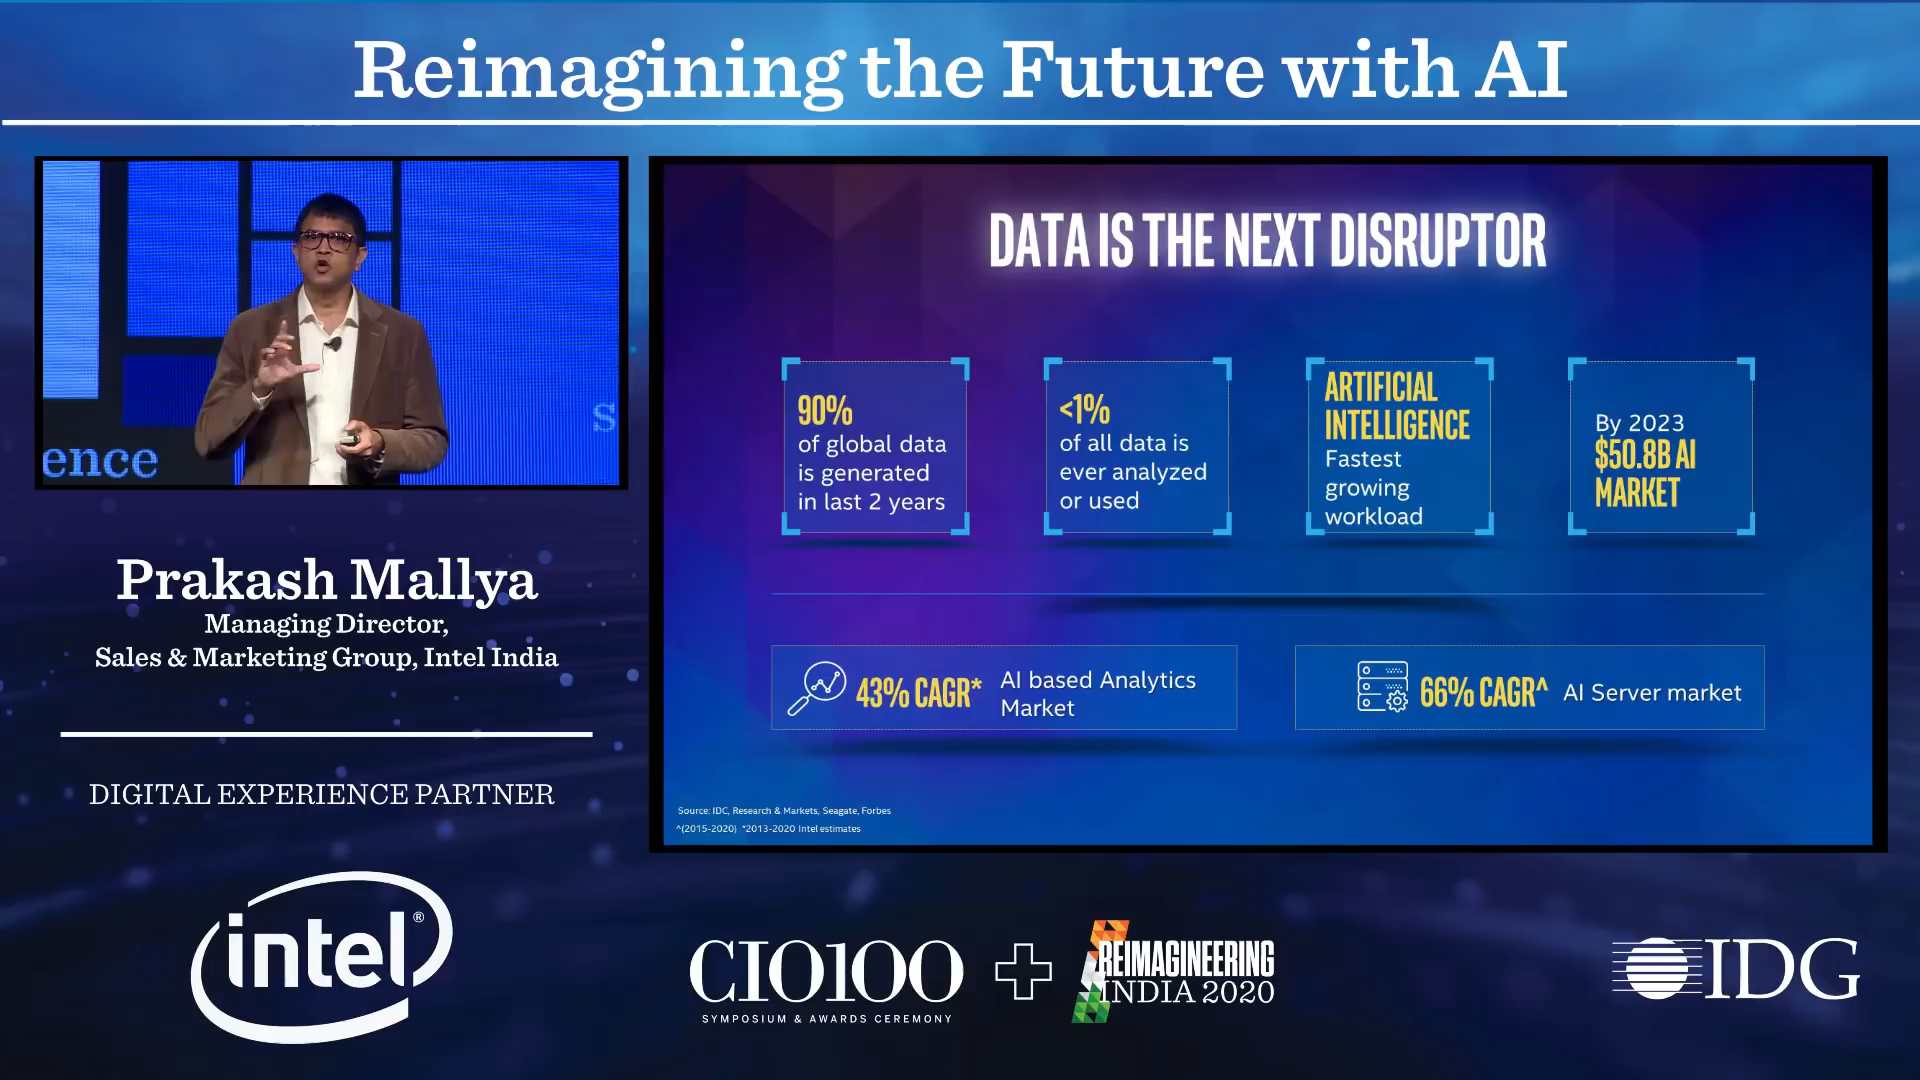 Reimagining the Future with AI
ence
s
Prakash Mallya
Managing Director,
Sales & Marketing Group, Intel India
DIGITAL EXPERIENCE PARTNER
intel®
DATA IS THE NEXT DISRUPTOR
90%
of global data
is generated
in last 2 years
<1%
of all data is
ever analyzed
or used
ARTIFICIAL
INTELLIGENCE
Fastest
growing
workload
By 2023
$50.8B AI
MARKET
43% CAGR*
AI based Analytics
Market
66% CAGR^
AI Server market
Source: IDC, Research & Markets, Seagate, Forbes
^(2015-2020) *2013-2020 Intel estimates
CIO100
SYMPOSIUM & AWARDS CEREMONY
REIMAGINEERING
INDIA 2020
IDG